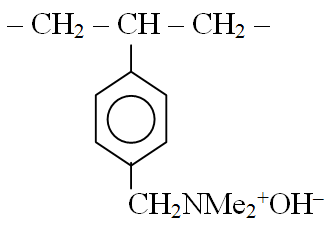 – CH₂ – CH – CH₂ –
CH₂NMe₂⁺OH⁻